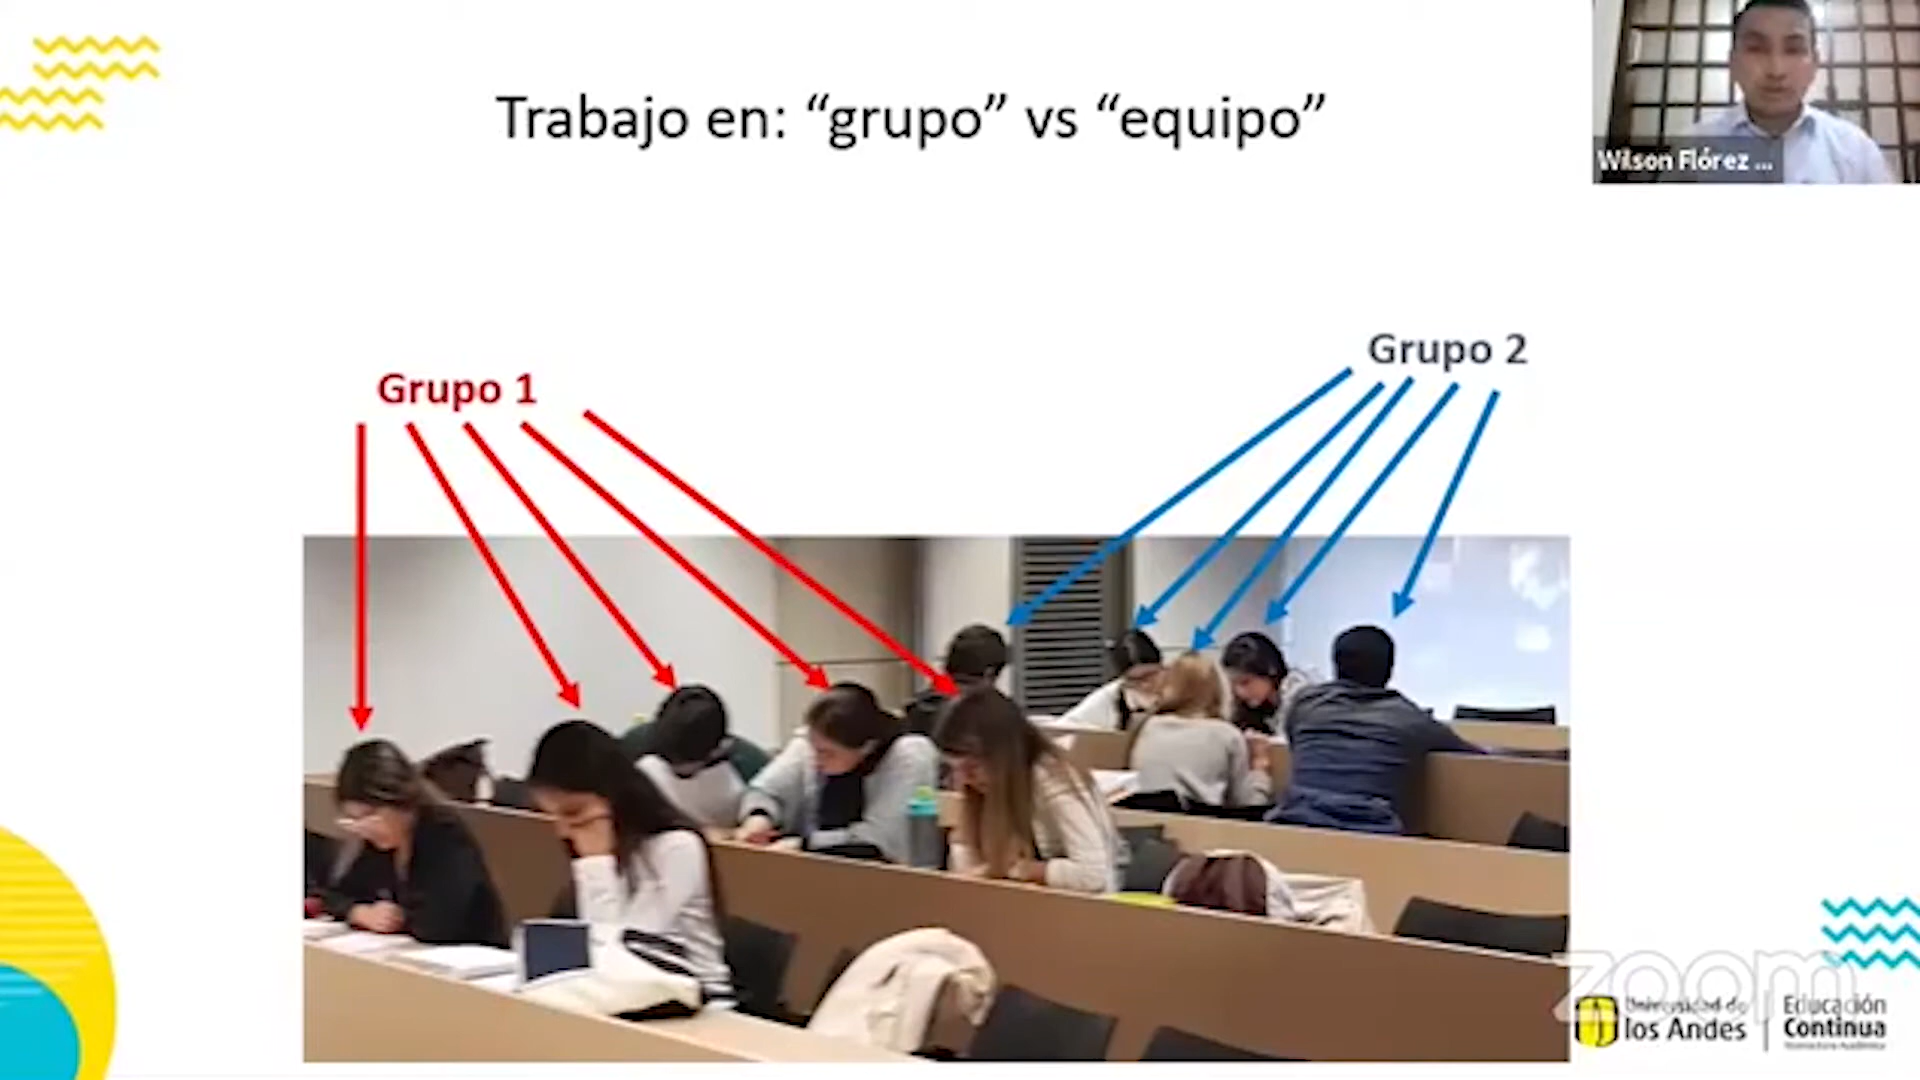 Trabajo en: “grupo” vs “equipo”
Wilson Flórez ...
Grupo 2
Grupo 1
zoom
Universidad de
los Andes
Educación
Continua